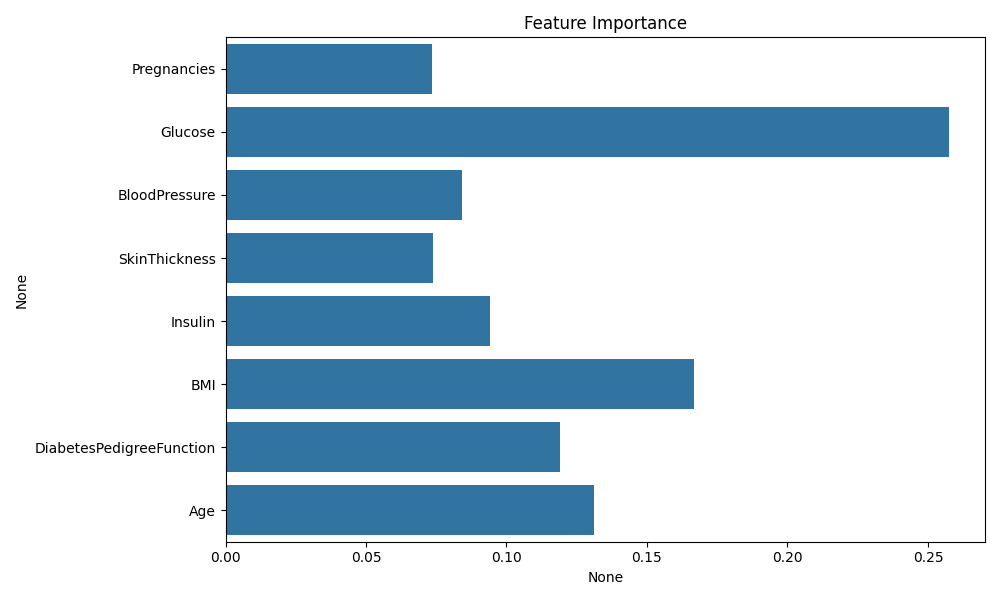 Feature Importance
Pregnancies
Glucose
BloodPressure
SkinThickness
Insulin
BMI
DiabetesPedigreeFunction
Age
None
0.00 0.05 0.10 0.15 0.20 0.25
None